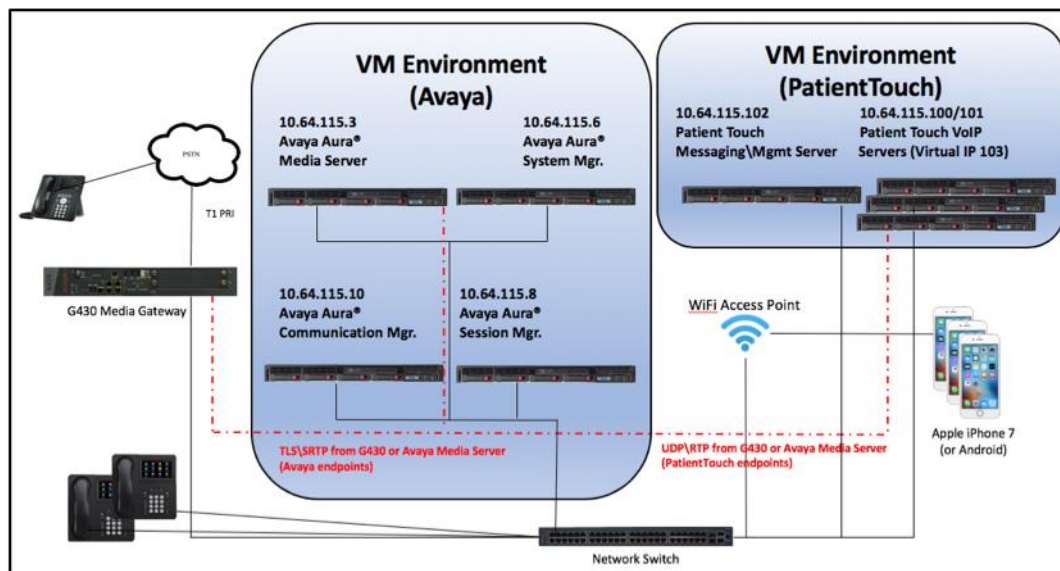 VM Environment
(Avaya)
10.64.115.3
Avaya Aura®
Media Server
10.64.115.6
Avaya Aura®
System Mgr.
10.64.115.10
Avaya Aura®
Communication Mgr.
10.64.115.8
Avaya Aura®
Session Mgr.
TLS\SRTP from G430 or Avaya Media Server
(Avaya endpoints)
VM Environment
(PatientTouch)
10.64.115.102
Patient Touch
Messaging\Mgmt Server
10.64.115.100/101
Patient Touch VoIP
Servers (Virtual IP 103)
PSTN
T1 PRI
G430 Media Gateway
WiFi Access Point
UDP\RTP from G430 or Avaya Media Server
(PatientTouch endpoints)
Apple iPhone 7
(or Android)
Network Switch